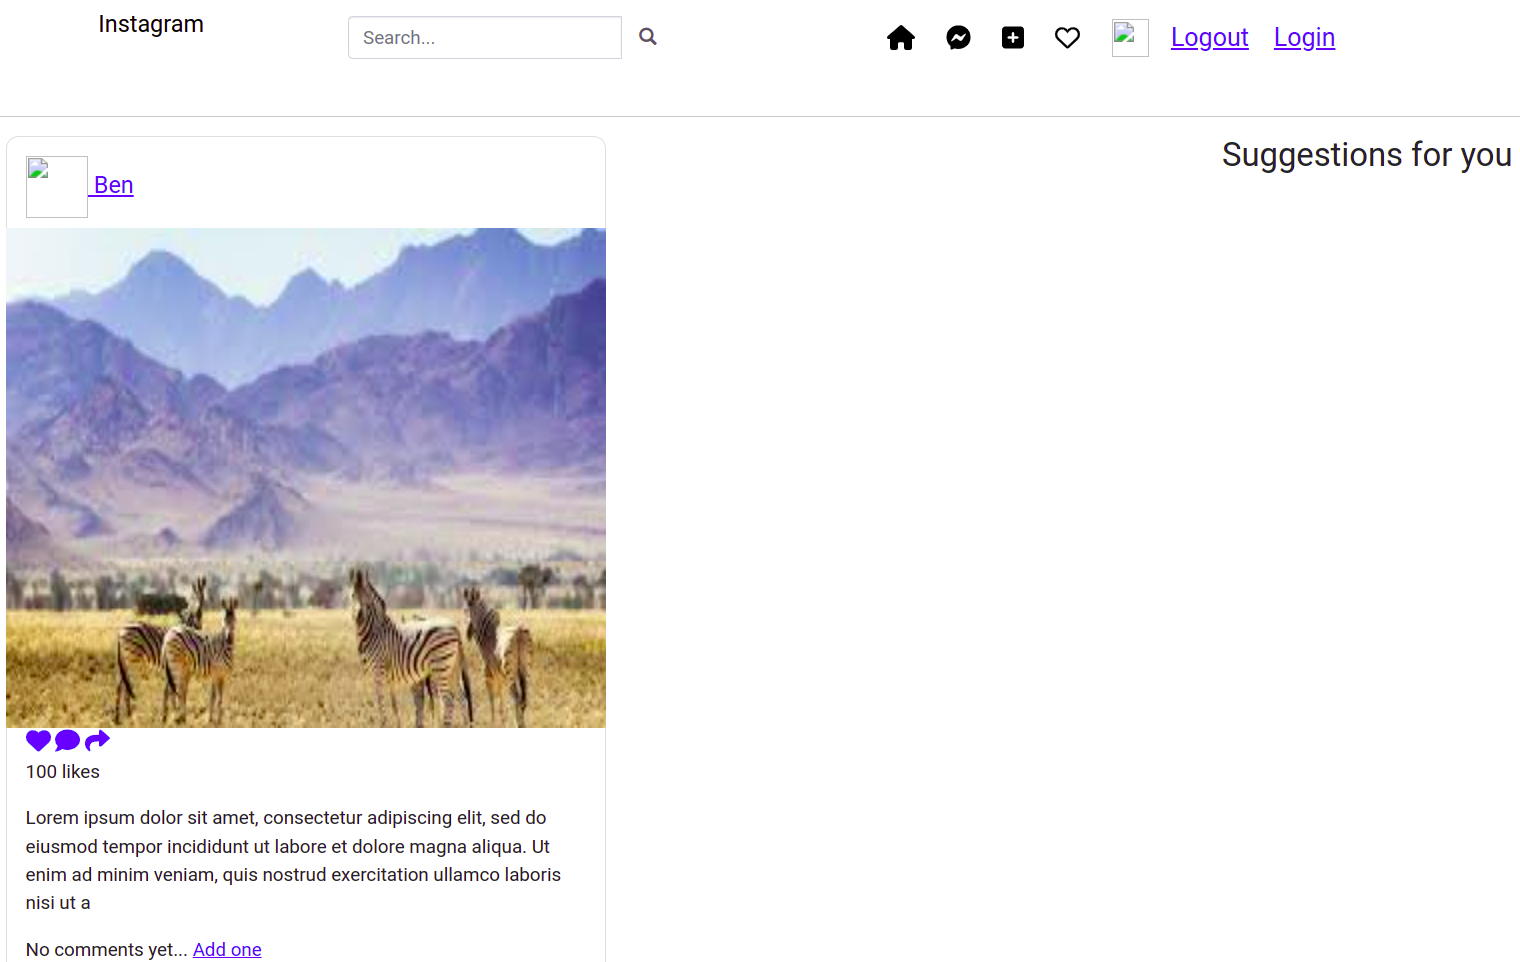 Instagram
Search...
Logout Login
Suggestions for you
Ben
100 likes
Lorem ipsum dolor sit amet, consectetur adipiscing elit, sed do
eiusmod tempor incididunt ut labore et dolore magna aliqua. Ut
enim ad minim veniam, quis nostrud exercitation ullamco laboris
nisi ut a
No comments yet... Add one